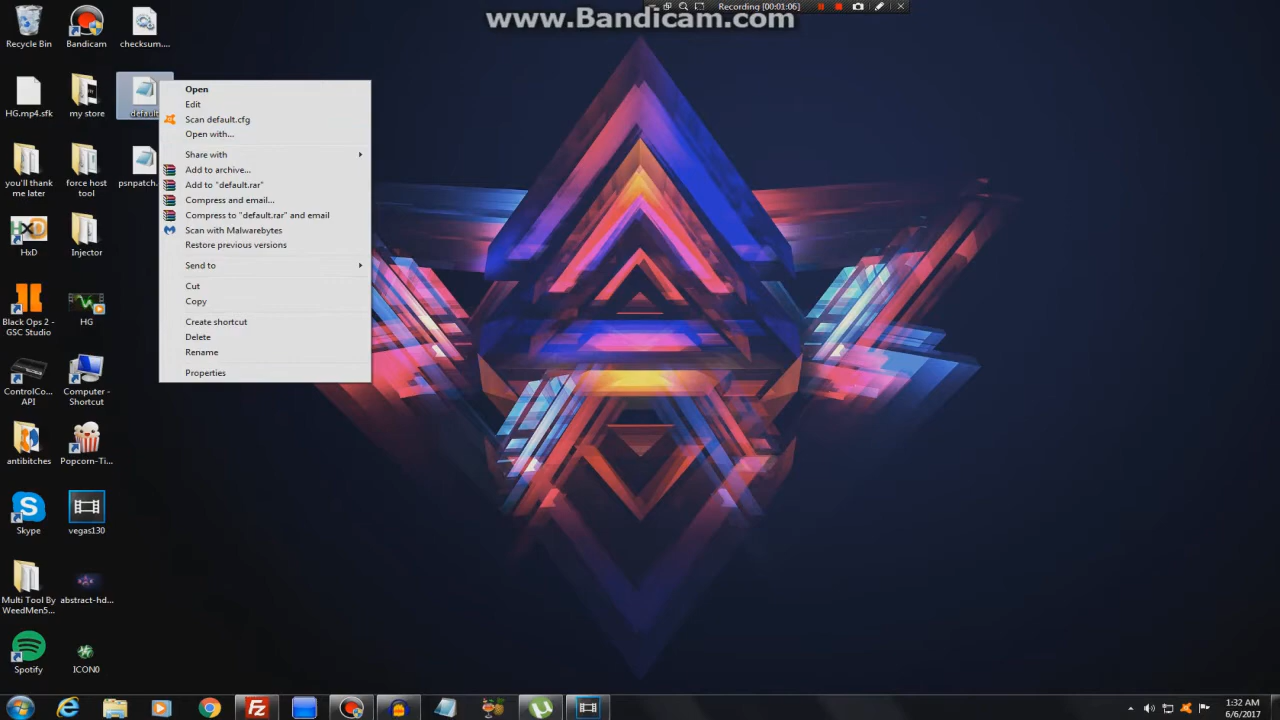 Recording [00:01:06]
www.Bandicam.com
Recycle Bin
Bandicam
checksum....
HG.mp4.sfk
my store
default
you'll thank
me later
force host
tool
psnpatch....
HxD
Injector
Black Ops 2 -
GSC Studio
HG
ControlCo...
API
Computer -
Shortcut
antibitches
Popcorn-Ti...
Skype
vegas130
Multi Tool By
WeedMen5...
abstract-hd...
Spotify
ICON0
Open
Edit
Scan default.cfg
Open with...
Share with
Add to archive...
Add to "default.rar"
Compress and email...
Compress to "default.rar" and email
Scan with Malwarebytes
Restore previous versions
Send to
Cut
Copy
Create shortcut
Delete
Rename
Properties
1:32 AM
6/6/2017